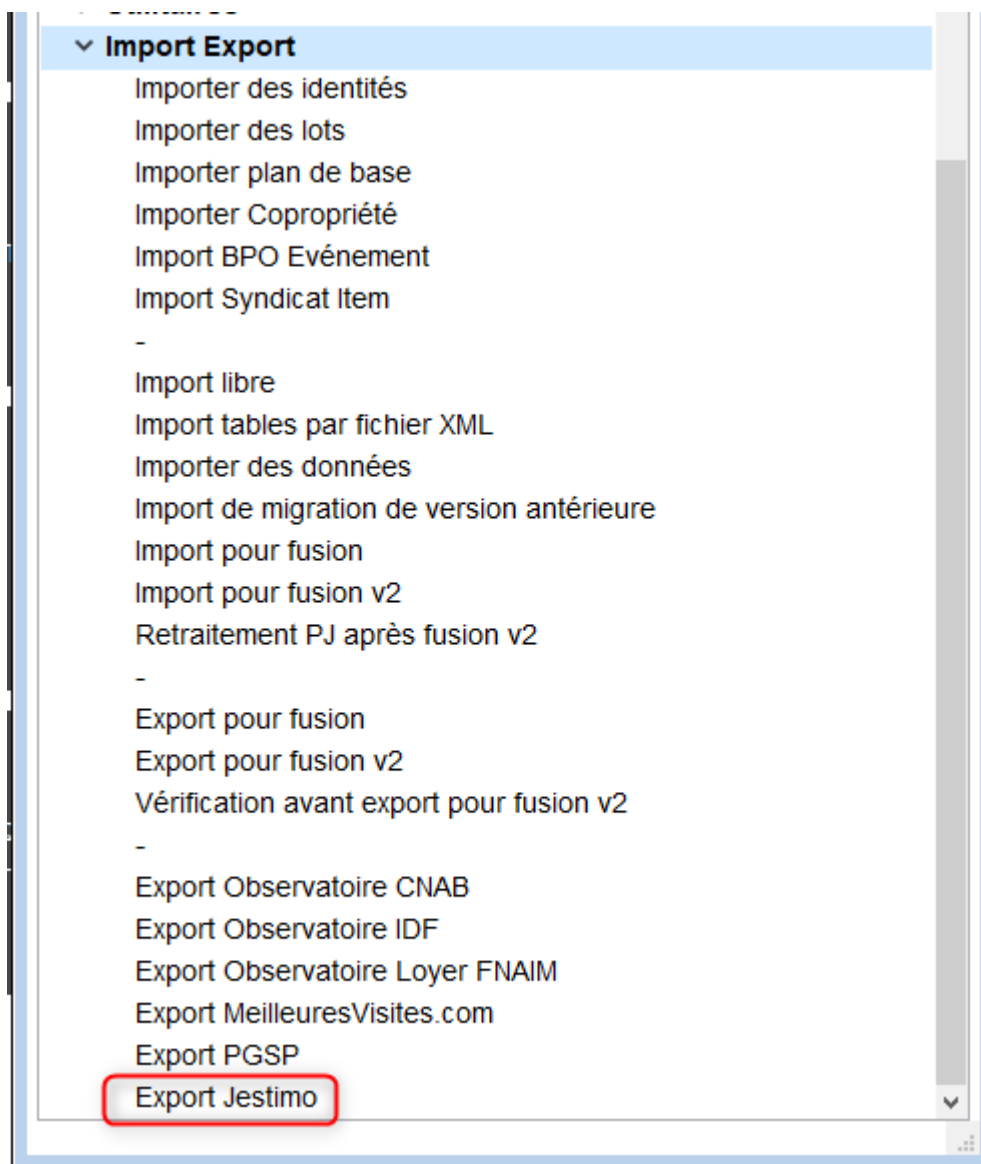 Import Export
Importer des identités
Importer des lots
Importer plan de base
Importer Copropriété
Import BPO Evénement
Import Syndicat Item
-
Import libre
Import tables par fichier XML
Importer des données
Import de migration de version antérieure
Import pour fusion
Import pour fusion v2
Retraitement PJ après fusion v2
-
Export pour fusion
Export pour fusion v2
Vérification avant export pour fusion v2
-
Export Observatoire CNAB
Export Observatoire IDF
Export Observatoire Loyer FNAIM
Export MeilleuresVisites.com
Export PGSP
Export Jestimo